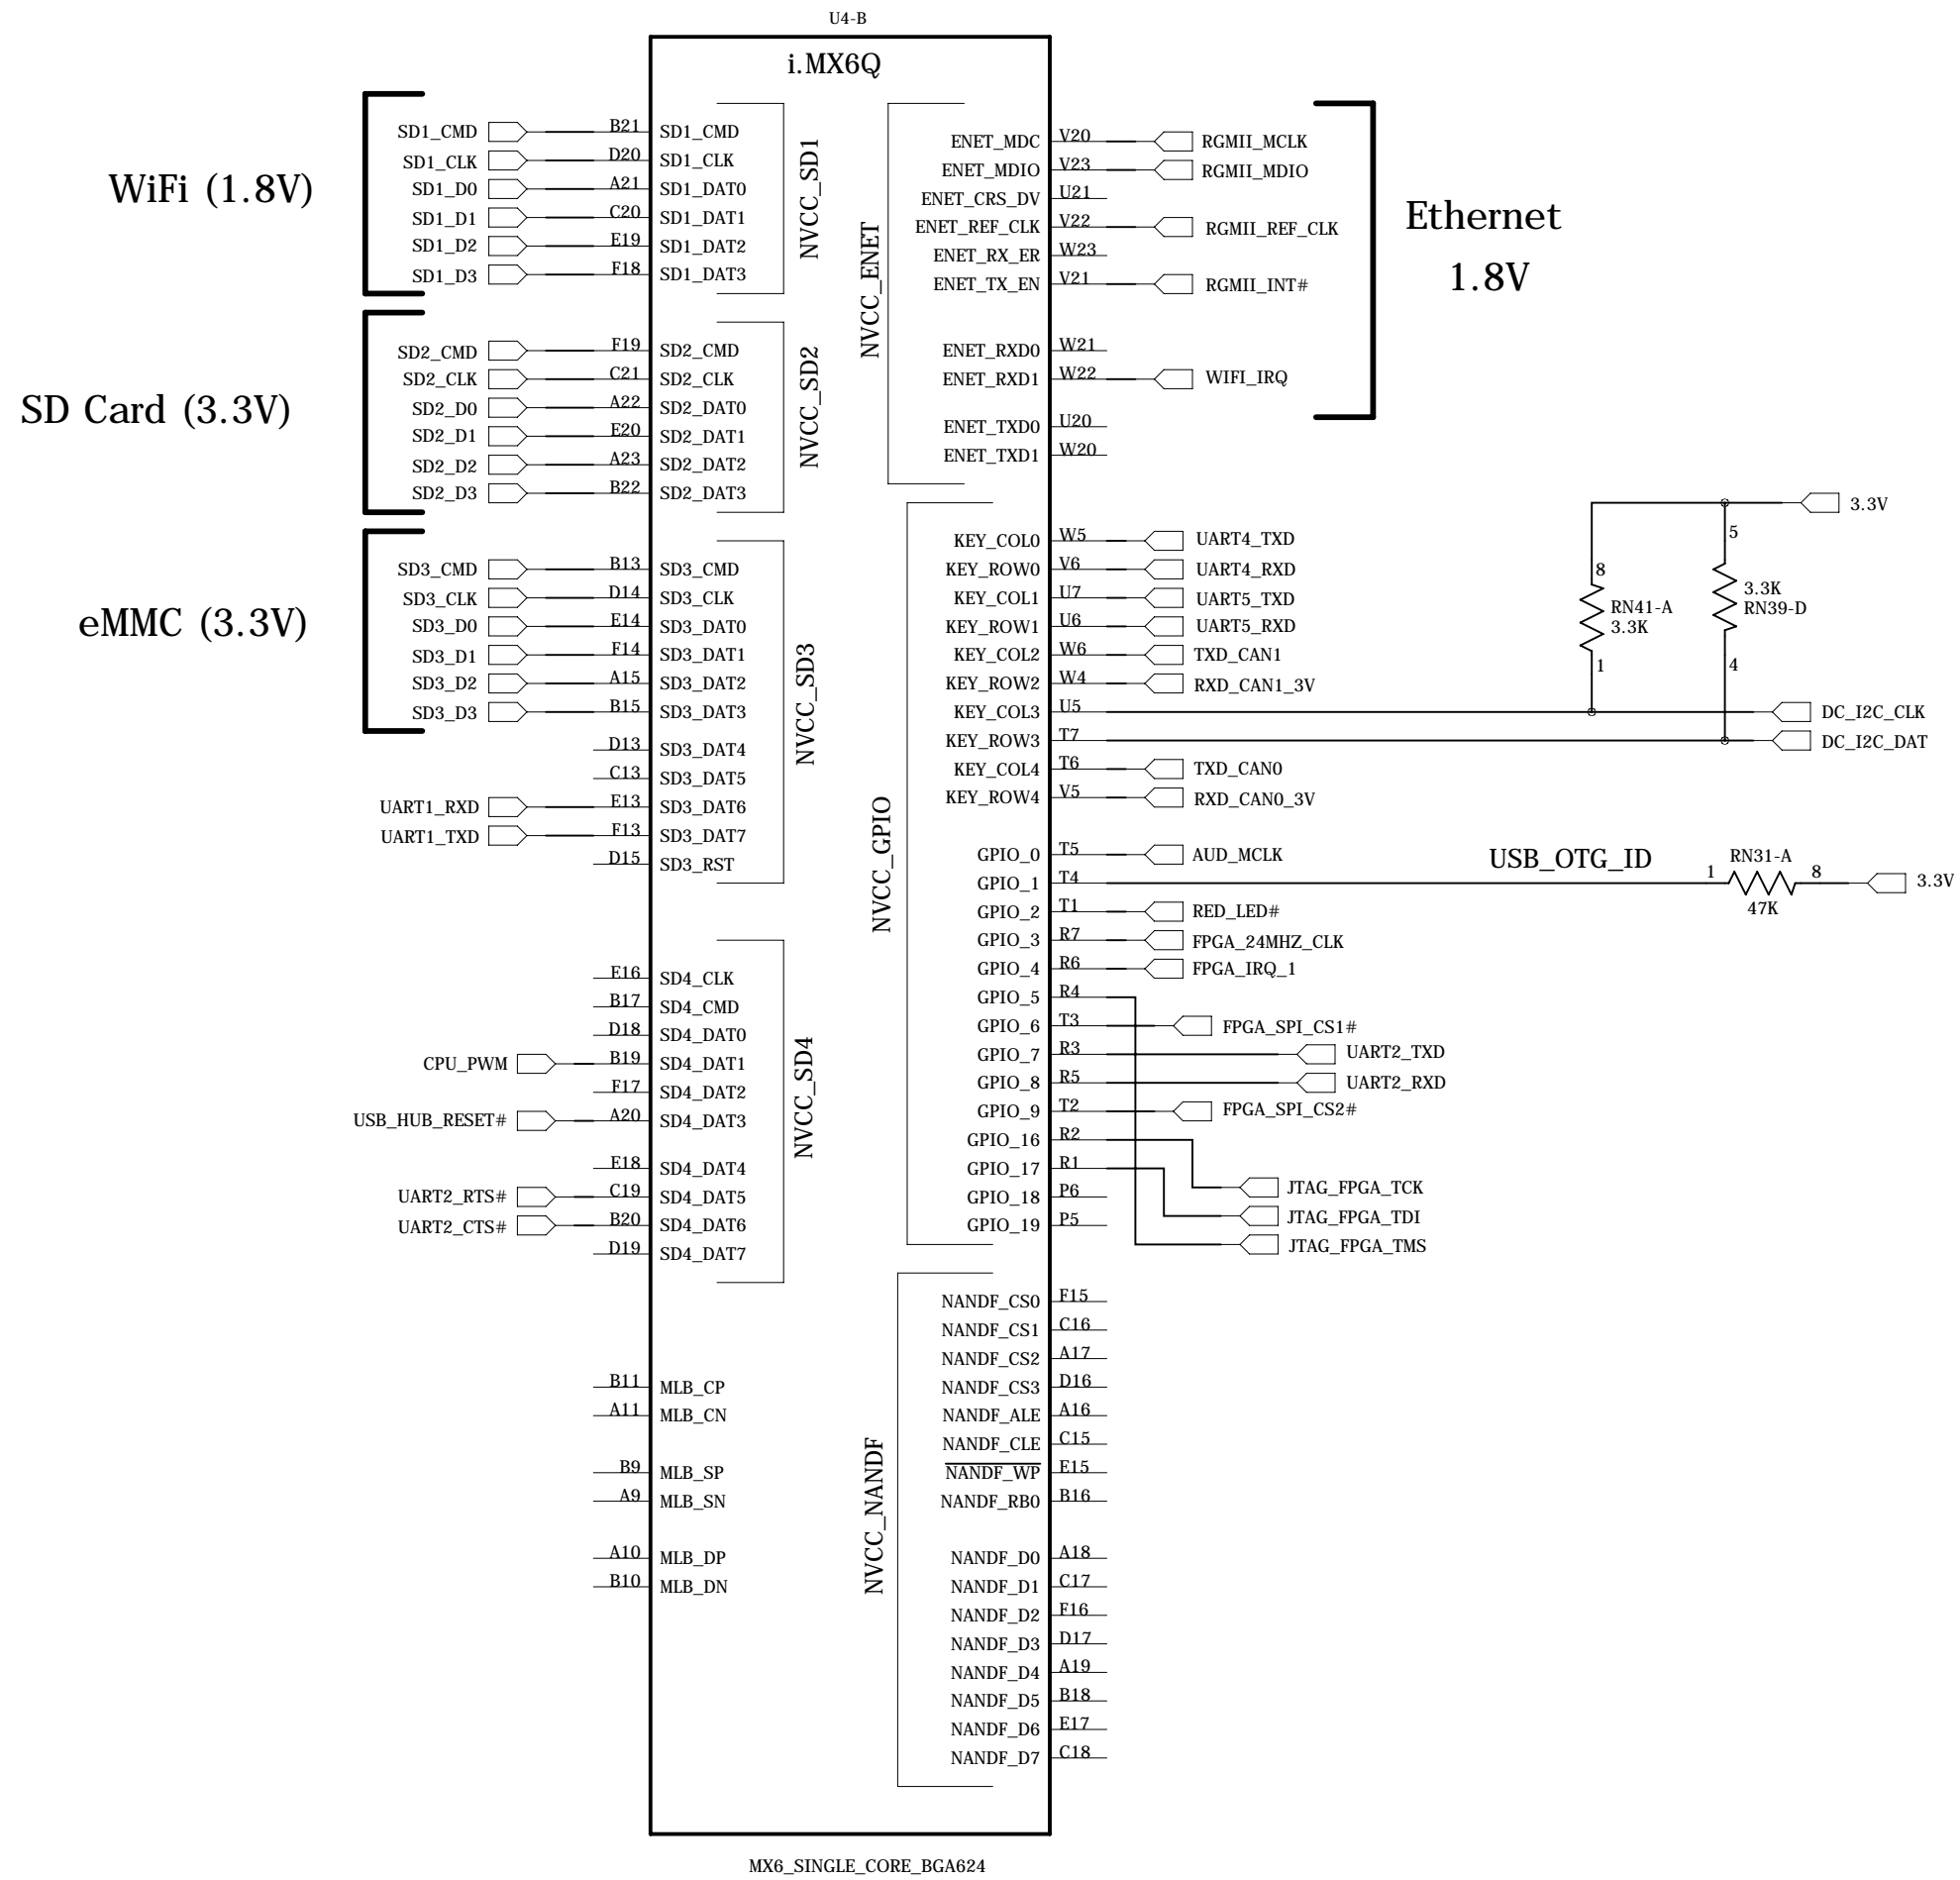 U4-B
i.MX6Q
WiFi (1.8V)
SD1_CMD B21 SD1_CMD
SD1_CLK D20 SD1_CLK
SD1_D0 A21 SD1_DAT0
SD1_D1 C20 SD1_DAT1
SD1_D2 E19 SD1_DAT2
SD1_D3 F18 SD1_DAT3
NVCC_SD1
SD Card (3.3V)
SD2_CMD F19 SD2_CMD
SD2_CLK C21 SD2_CLK
SD2_D0 A22 SD2_DAT0
SD2_D1 E20 SD2_DAT1
SD2_D2 A23 SD2_DAT2
SD2_D3 B22 SD2_DAT3
NVCC_SD2
eMMC (3.3V)
SD3_CMD B13 SD3_CMD
SD3_CLK D14 SD3_CLK
SD3_D0 E14 SD3_DAT0
SD3_D1 F14 SD3_DAT1
SD3_D2 A15 SD3_DAT2
SD3_D3 B15 SD3_DAT3
D13 SD3_DAT4
C13 SD3_DAT5
UART1_RXD E13 SD3_DAT6
UART1_TXD F13 SD3_DAT7
D15 SD3_RST
NVCC_SD3
E16 SD4_CLK
B17 SD4_CMD
D18 SD4_DAT0
CPU_PWM B19 SD4_DAT1
F17 SD4_DAT2
USB_HUB_RESET# A20 SD4_DAT3
E18 SD4_DAT4
UART2_RTS# C19 SD4_DAT5
UART2_CTS# B20 SD4_DAT6
D19 SD4_DAT7
NVCC_SD4
B11 MLB_CP
A11 MLB_CN
B9 MLB_SP
A9 MLB_SN
A10 MLB_DP
B10 MLB_DN
NVCC_ENET
ENET_MDC V20 RGMII_MCLK
ENET_MDIO V23 RGMII_MDIO
ENET_CRS_DV U21
ENET_REF_CLK V22 RGMII_REF_CLK
ENET_RX_ER W23
ENET_TX_EN V21 RGMII_INT#
ENET_RXD0 W21
ENET_RXD1 W22 WIFI_IRQ
ENET_TXD0 U20
ENET_TXD1 W20
Ethernet
1.8V
NVCC_GPIO
KEY_COL0 W5 UART4_TXD
KEY_ROW0 V6 UART4_RXD
KEY_COL1 U7 UART5_TXD
KEY_ROW1 U6 UART5_RXD
KEY_COL2 W6 TXD_CAN1
KEY_ROW2 W4 RXD_CAN1_3V
KEY_COL3 U5 DC_I2C_CLK
KEY_ROW3 T7 DC_I2C_DAT
KEY_COL4 T6 TXD_CAN0
KEY_ROW4 V5 RXD_CAN0_3V
3.3V
8
RN41-A
3.3K
1
5
3.3K
RN39-D
4
GPIO_0 T5 AUD_MCLK
GPIO_1 T4 USB_OTG_ID 1 RN31-A 8 3.3V
47K
GPIO_2 T1 RED_LED#
GPIO_3 R7 FPGA_24MHZ_CLK
GPIO_4 R6 FPGA_IRQ_1
GPIO_5 R4
GPIO_6 T3 FPGA_SPI_CS1#
GPIO_7 R3 UART2_TXD
GPIO_8 R5 UART2_RXD
GPIO_9 T2 FPGA_SPI_CS2#
GPIO_16 R2
GPIO_17 R1
GPIO_18 P6
GPIO_19 P5
JTAG_FPGA_TCK
JTAG_FPGA_TDI
JTAG_FPGA_TMS
NVCC_NANDF
NANDF_CS0 F15
NANDF_CS1 C16
NANDF_CS2 A17
NANDF_CS3 D16
NANDF_ALE A16
NANDF_CLE C15
NANDF_WP E15
NANDF_RB0 B16
NANDF_D0 A18
NANDF_D1 C17
NANDF_D2 F16
NANDF_D3 D17
NANDF_D4 A19
NANDF_D5 B18
NANDF_D6 E17
NANDF_D7 C18
MX6_SINGLE_CORE_BGA624